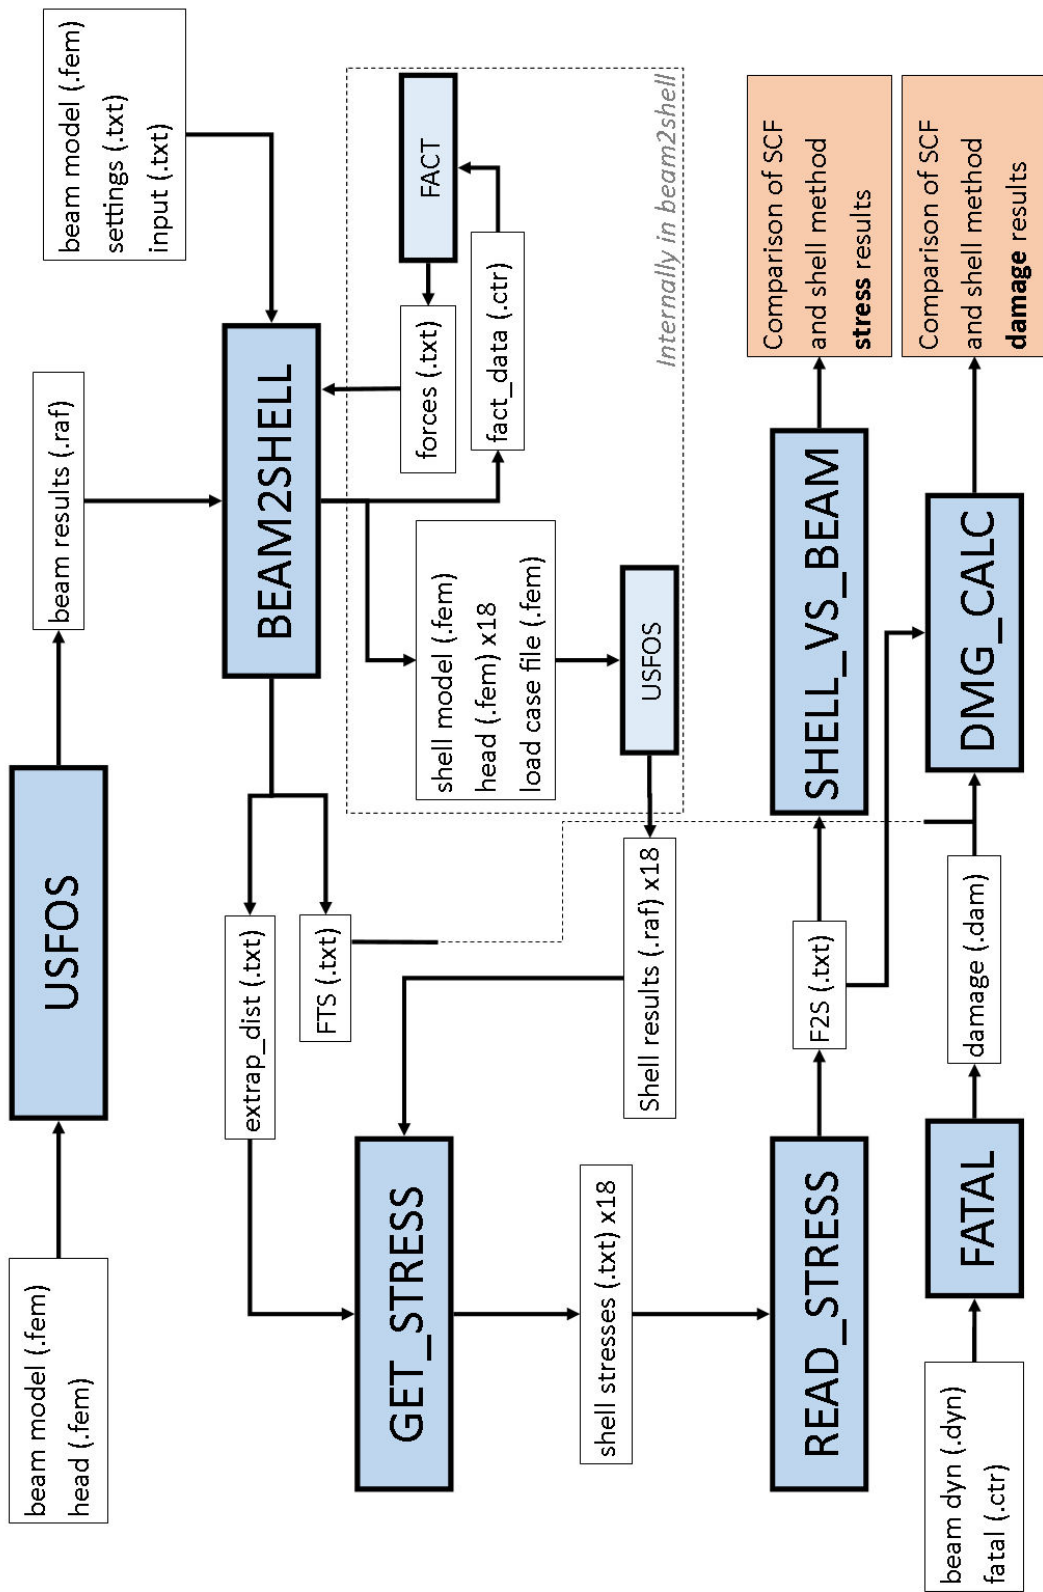 beam model (.fem)
head (.fem)
USFOS
beam results (.raf)
beam model (.fem)
settings (.txt)
input (.txt)
BEAM2SHELL
extrap_dist (.txt)
FTS (.txt)
forces (.txt)
FACT
fact_data (.ctr)
shell model (.fem)
head (.fem) x18
load case file (.fem)
USFOS
Internally in beam2shell
GET_STRESS
Shell results (.raf) x18
shell stresses (.txt) x18
READ_STRESS
F2S (.txt)
SHELL_VS_BEAM
Comparison of SCF
and shell method
stress results
beam dyn (.dyn)
fatal (.ctr)
FATAL
damage (.dam)
DMG_CALC
Comparison of SCF
and shell method
damage results